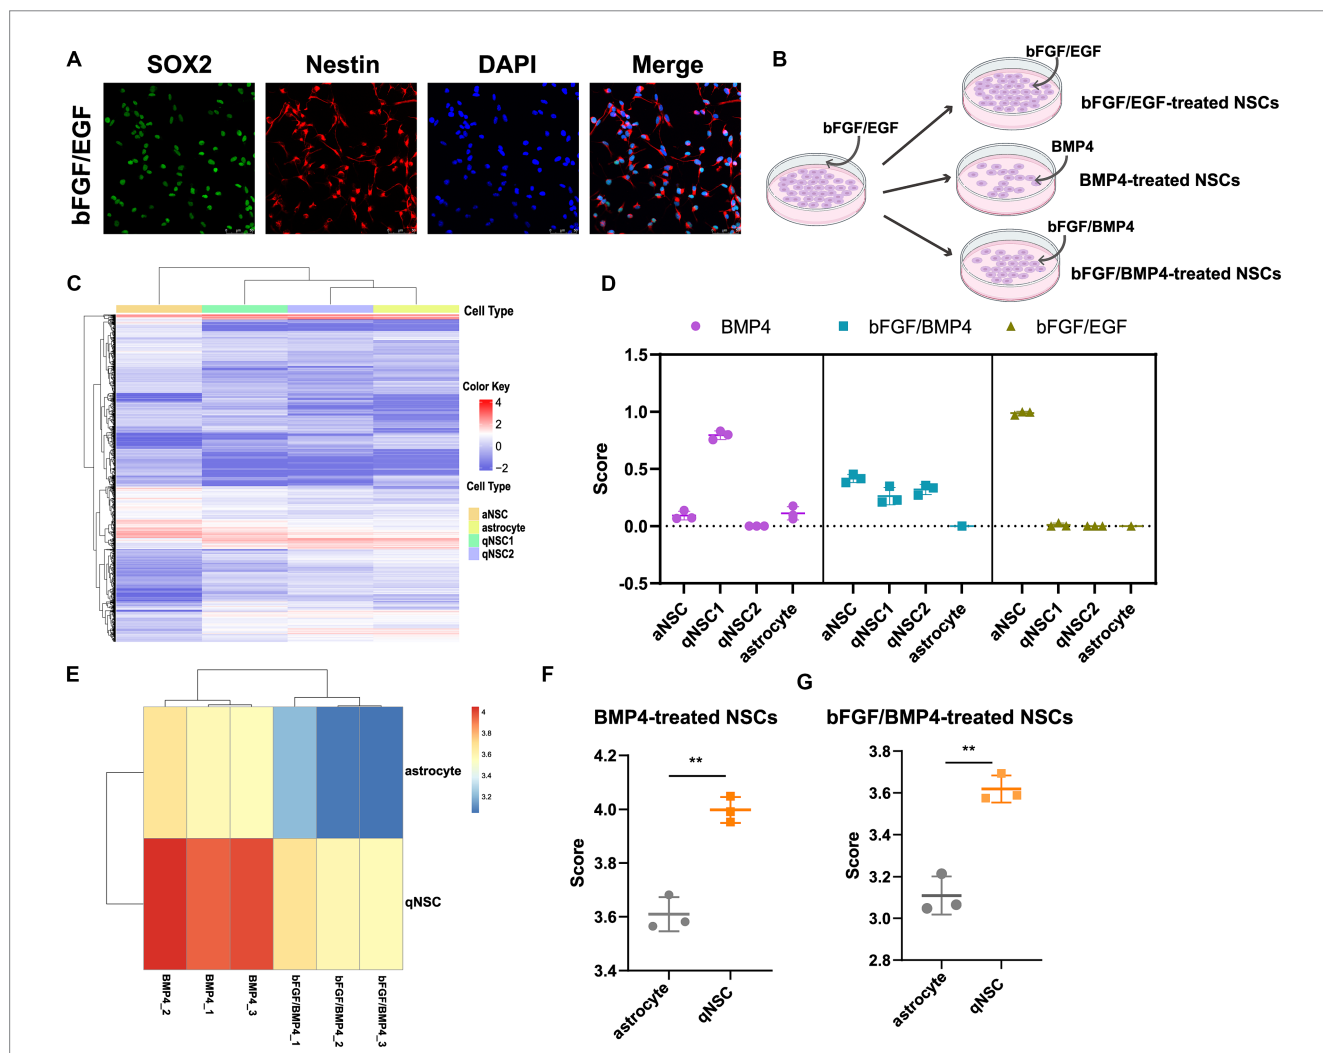 A
SOX2
Nestin
DAPI
Merge
bFGF/EGF
B
bFGF/EGF
bFGF/EGF
bFGF/EGF-treated NSCs
BMP4
BMP4-treated NSCs
bFGF/BMP4
bFGF/BMP4-treated NSCs
C
Cell Type
Color Key
4
2
0
−2
Cell Type
aNSC
astrocyte
qNSC1
qNSC2
D
BMP4
bFGF/BMP4
bFGF/EGF
Score
1.5
1.0
0.5
0.0
-0.5
aNSC
qNSC1
qNSC2
astrocyte
aNSC
qNSC1
qNSC2
astrocyte
aNSC
qNSC1
qNSC2
astrocyte
E
astrocyte
qNSC
4
3.8
3.6
3.4
3.2
BMP4_2
BMP4_1
BMP4_3
bFGF/BMP4_1
bFGF/BMP4_2
bFGF/BMP4_3
F
BMP4-treated NSCs
Score
4.2
4.0
3.8
3.6
3.4
**
astrocyte
qNSC
G
bFGF/BMP4-treated NSCs
Score
3.8
3.6
3.4
3.2
3.0
2.8
**
astrocyte
qNSC